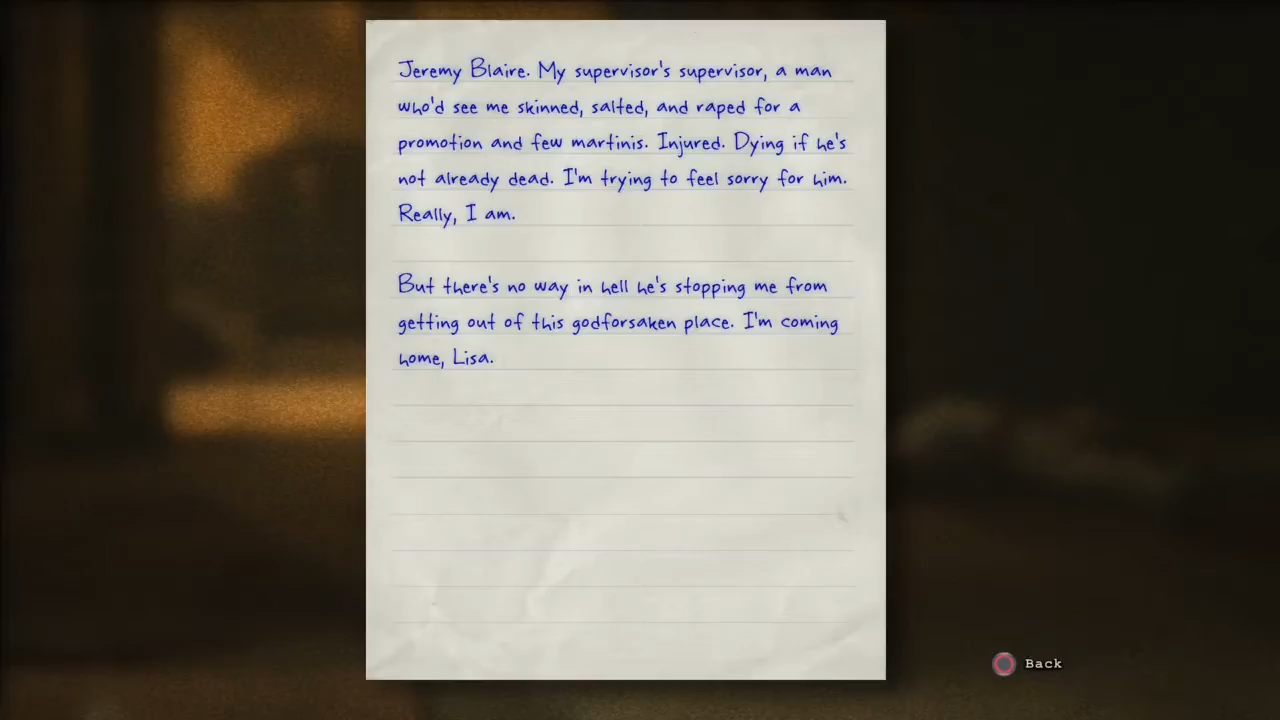 Jeremy Blaire. My supervisor's supervisor, a man
who'd see me skinned, salted, and raped for a
promotion and few martinis. Injured. Dying if he's
not already dead. I'm trying to feel sorry for him.
Really, I am.
But there's no way in hell he's stopping me from
getting out of this godforsaken place. I'm coming
home, Lisa.
Back